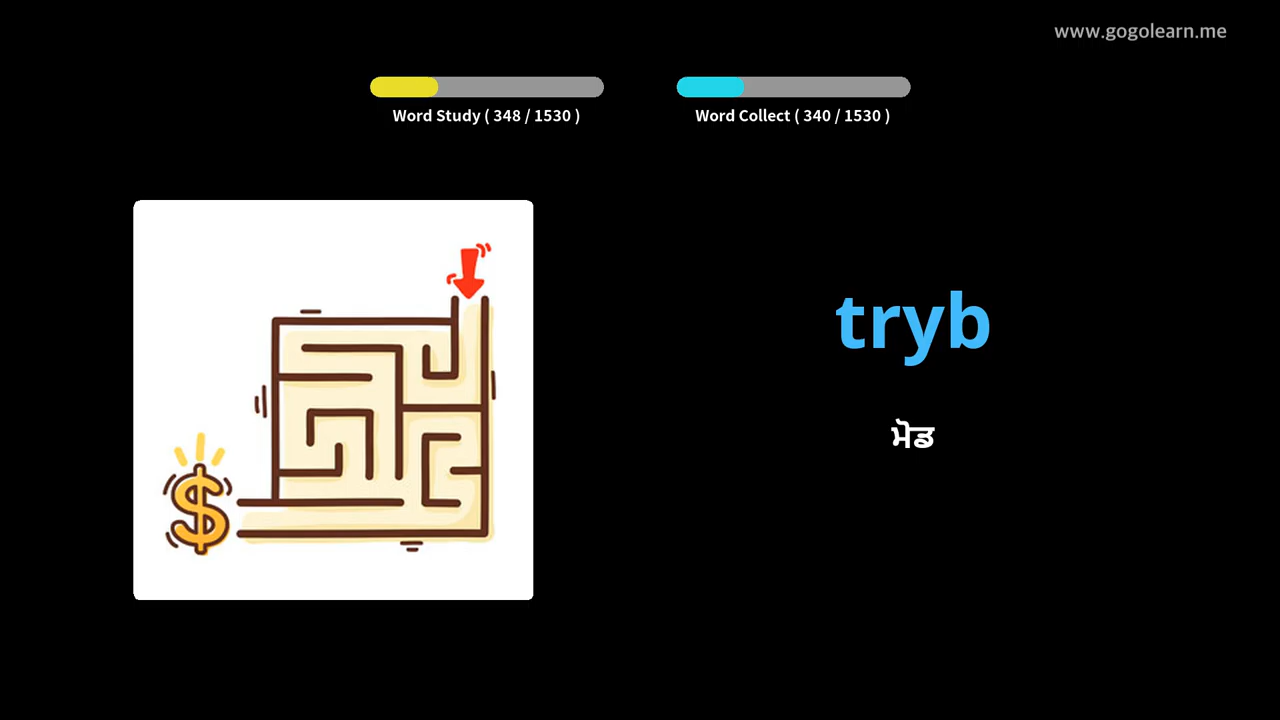 www.gogolearn.me
Word Study ( 348 / 1530 )
Word Collect ( 340 / 1530 )
$
tryb
ਮੋਡ